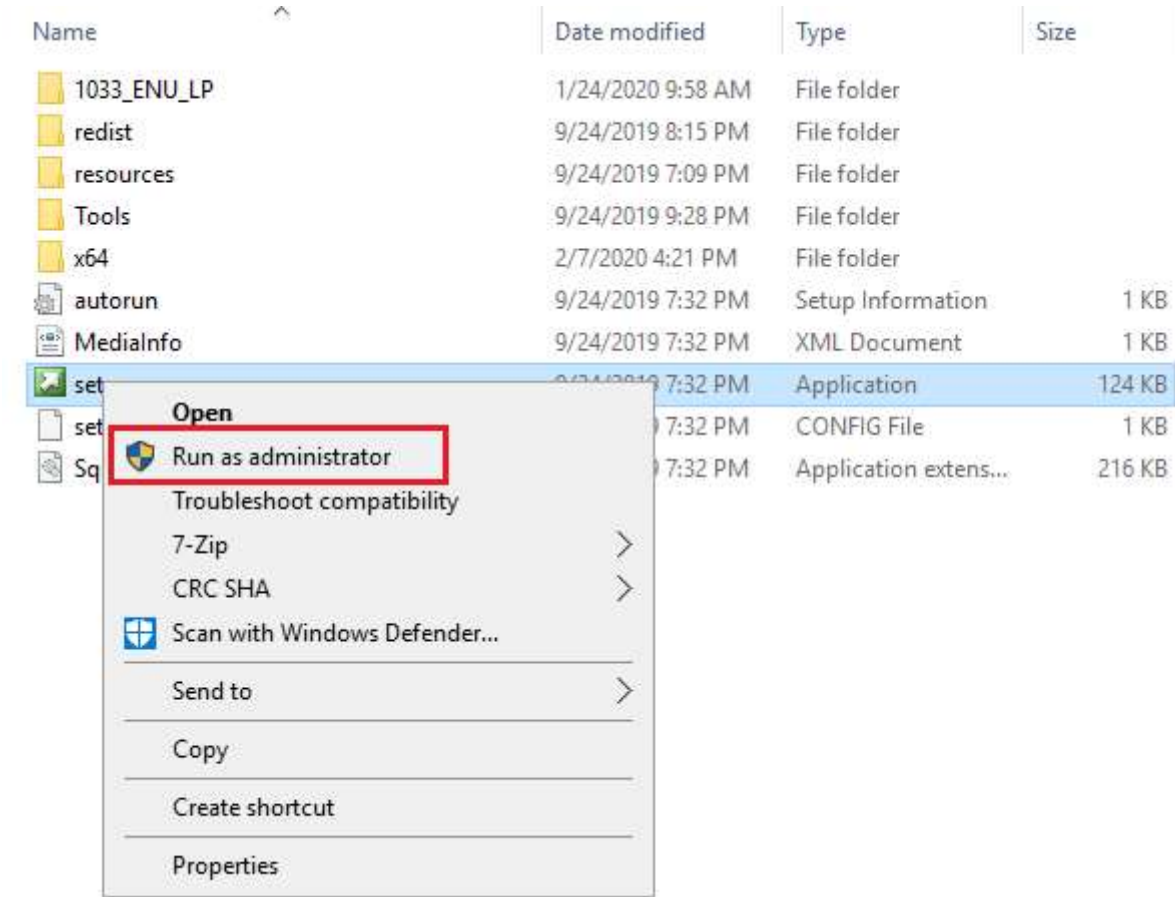 Name Date modified Type Size
1033_ENU_LP 1/24/2020 9:58 AM File folder
redist 9/24/2019 8:15 PM File folder
resources 9/24/2019 7:09 PM File folder
Tools 9/24/2019 9:28 PM File folder
x64 2/7/2020 4:21 PM File folder
autorun 9/24/2019 7:32 PM Setup Information 1 KB
MediaInfo 9/24/2019 7:32 PM XML Document 1 KB
set 7:32 PM Application 124 KB
Open
set 7:32 PM CONFIG File 1 KB
Run as administrator
Sq 7:32 PM Application extens... 216 KB
Troubleshoot compatibility
7-Zip
CRC SHA
Scan with Windows Defender...
Send to
Copy
Create shortcut
Properties